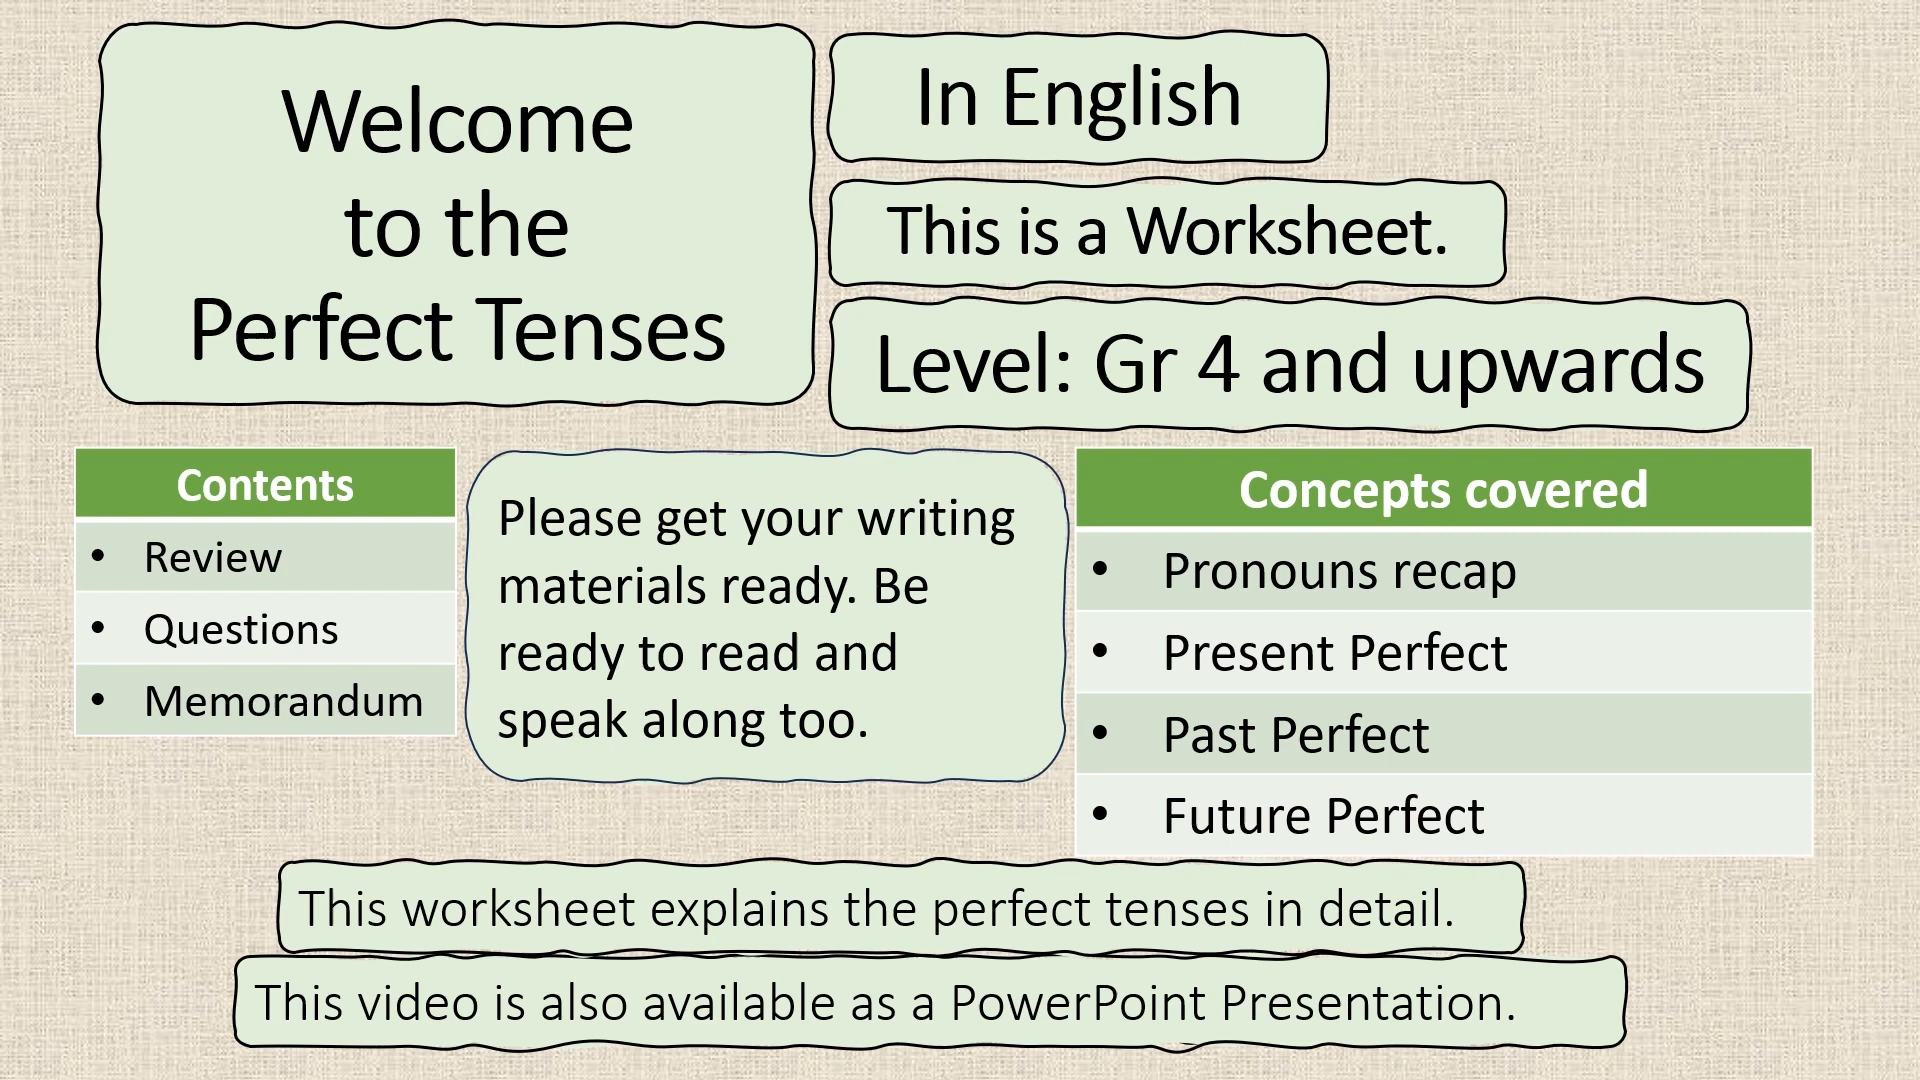 Welcome
to the
Perfect Tenses
In English
This is a Worksheet.
Level: Gr 4 and upwards
Contents
• Review
• Questions
• Memorandum
Please get your writing
materials ready. Be
ready to read and
speak along too.
Concepts covered
• Pronouns recap
• Present Perfect
• Past Perfect
• Future Perfect
This worksheet explains the perfect tenses in detail.
This video is also available as a PowerPoint Presentation.